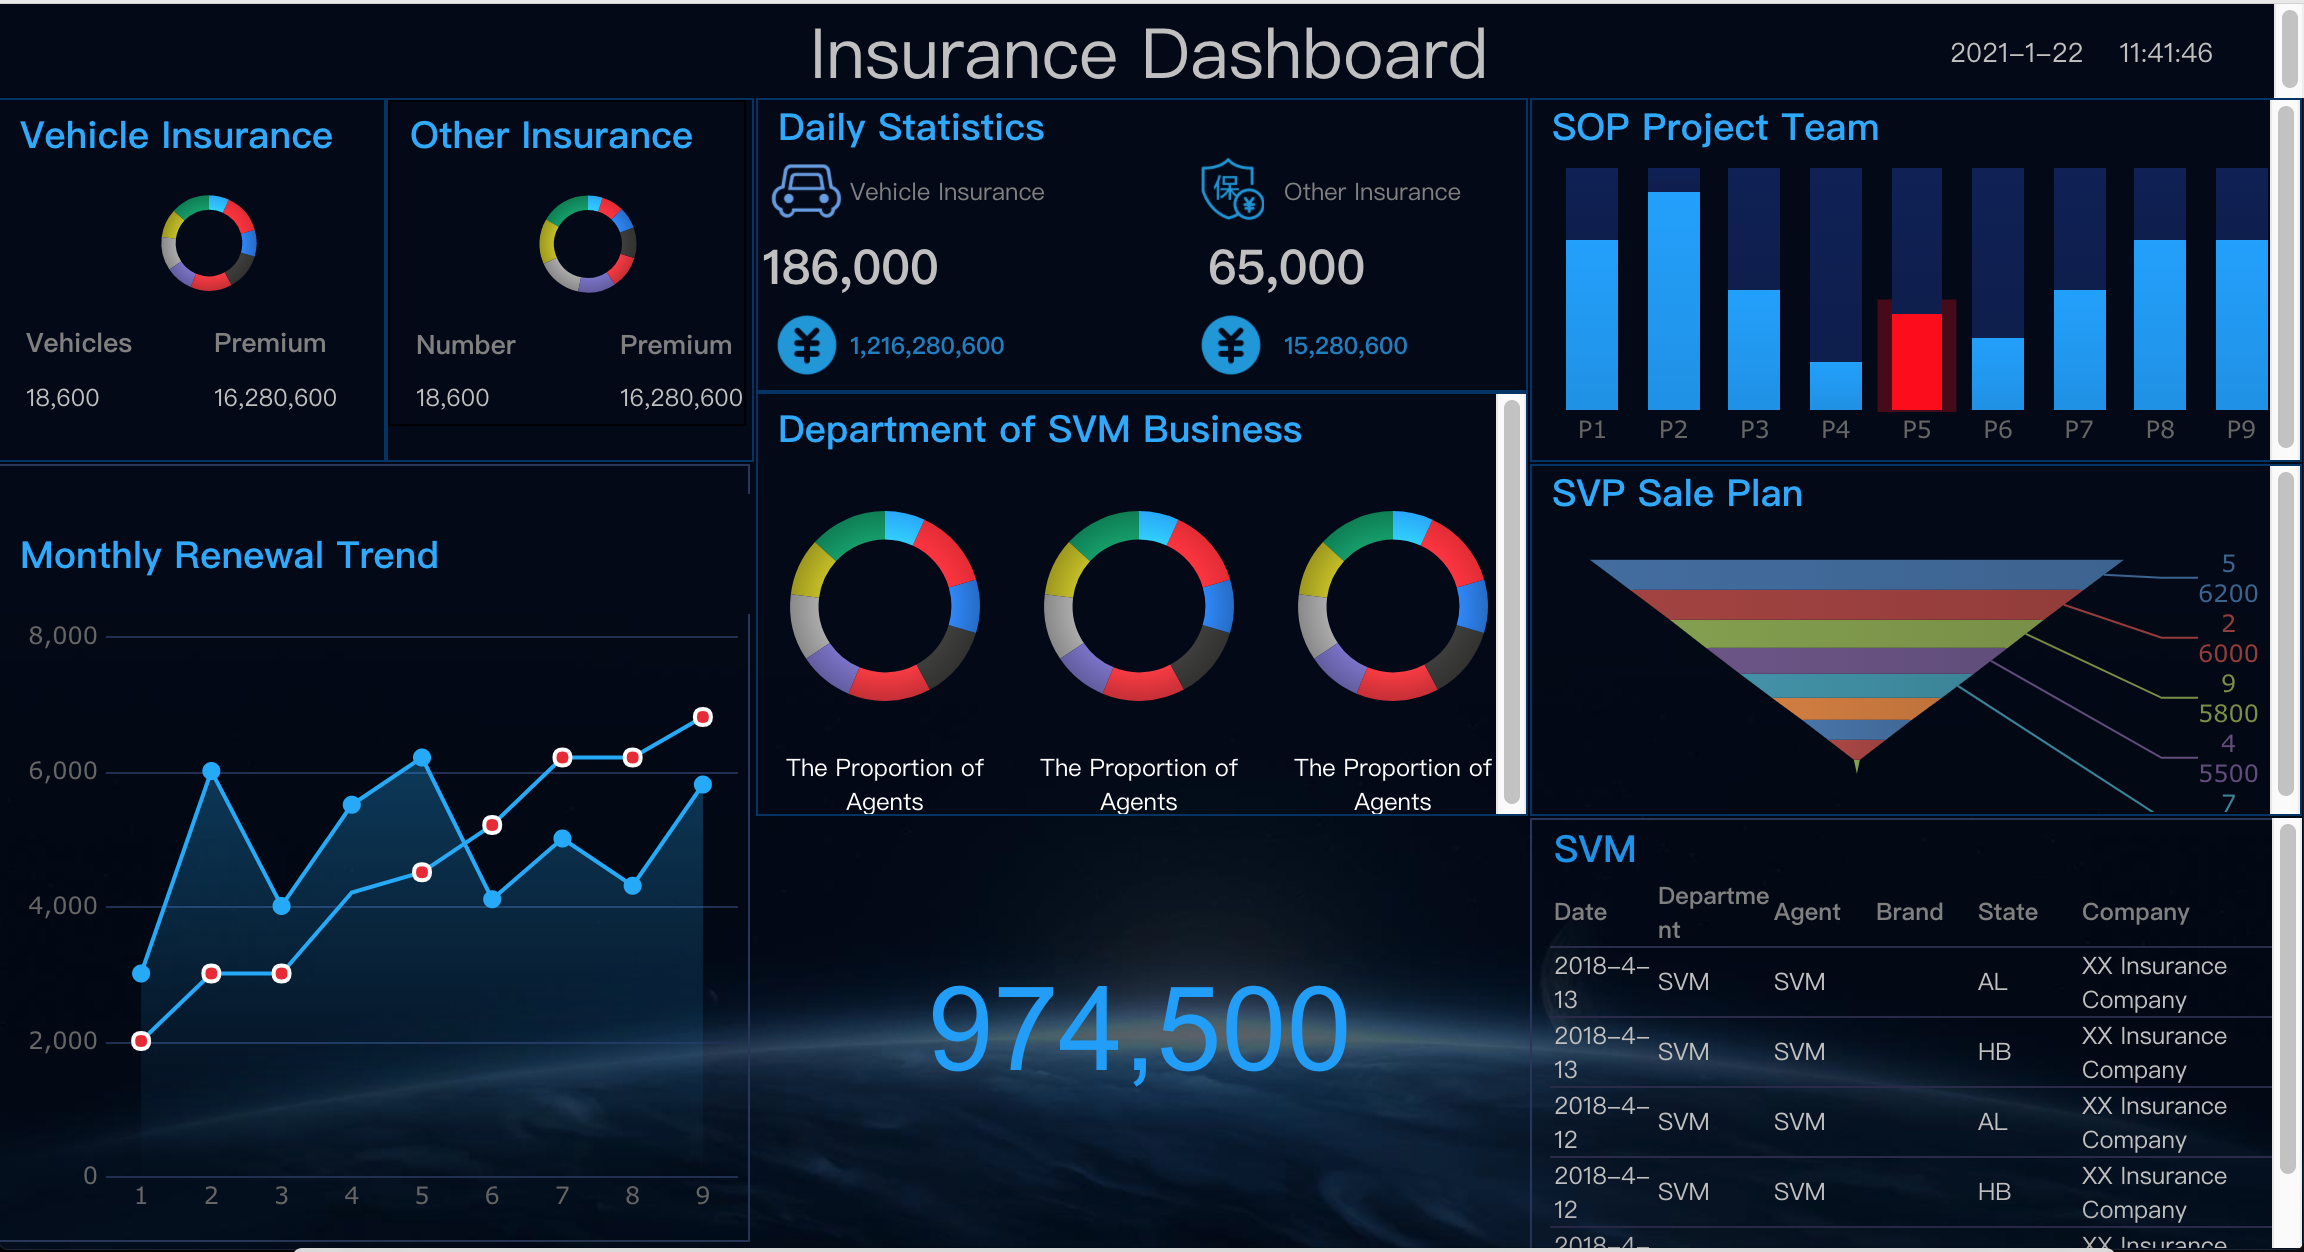 Insurance Dashboard
2021-1-22 11:41:46
Vehicle Insurance
Vehicles Premium
18,600 16,280,600
Other Insurance
Number Premium
18,600 16,280,600
Daily Statistics
Vehicle Insurance
186,000
¥ 1,216,280,600
保 ¥
Other Insurance
65,000
¥ 15,280,600
SOP Project Team
P1 P2 P3 P4 P5 P6 P7 P8 P9
Monthly Renewal Trend
8,000
6,000
4,000
2,000
0
1 2 3 4 5 6 7 8 9
Department of SVM Business
The Proportion of
Agents
The Proportion of
Agents
The Proportion of
Agents
974,500
SVP Sale Plan
5
6200
2
6000
9
5800
4
5500
7
SVM
Date Departme
nt Agent Brand State Company
2018-4-
13 SVM SVM AL XX Insurance
Company
2018-4-
13 SVM SVM HB XX Insurance
Company
2018-4-
12 SVM SVM AL XX Insurance
Company
2018-4-
12 SVM SVM HB XX Insurance
Company
2018-4- XX Insurance